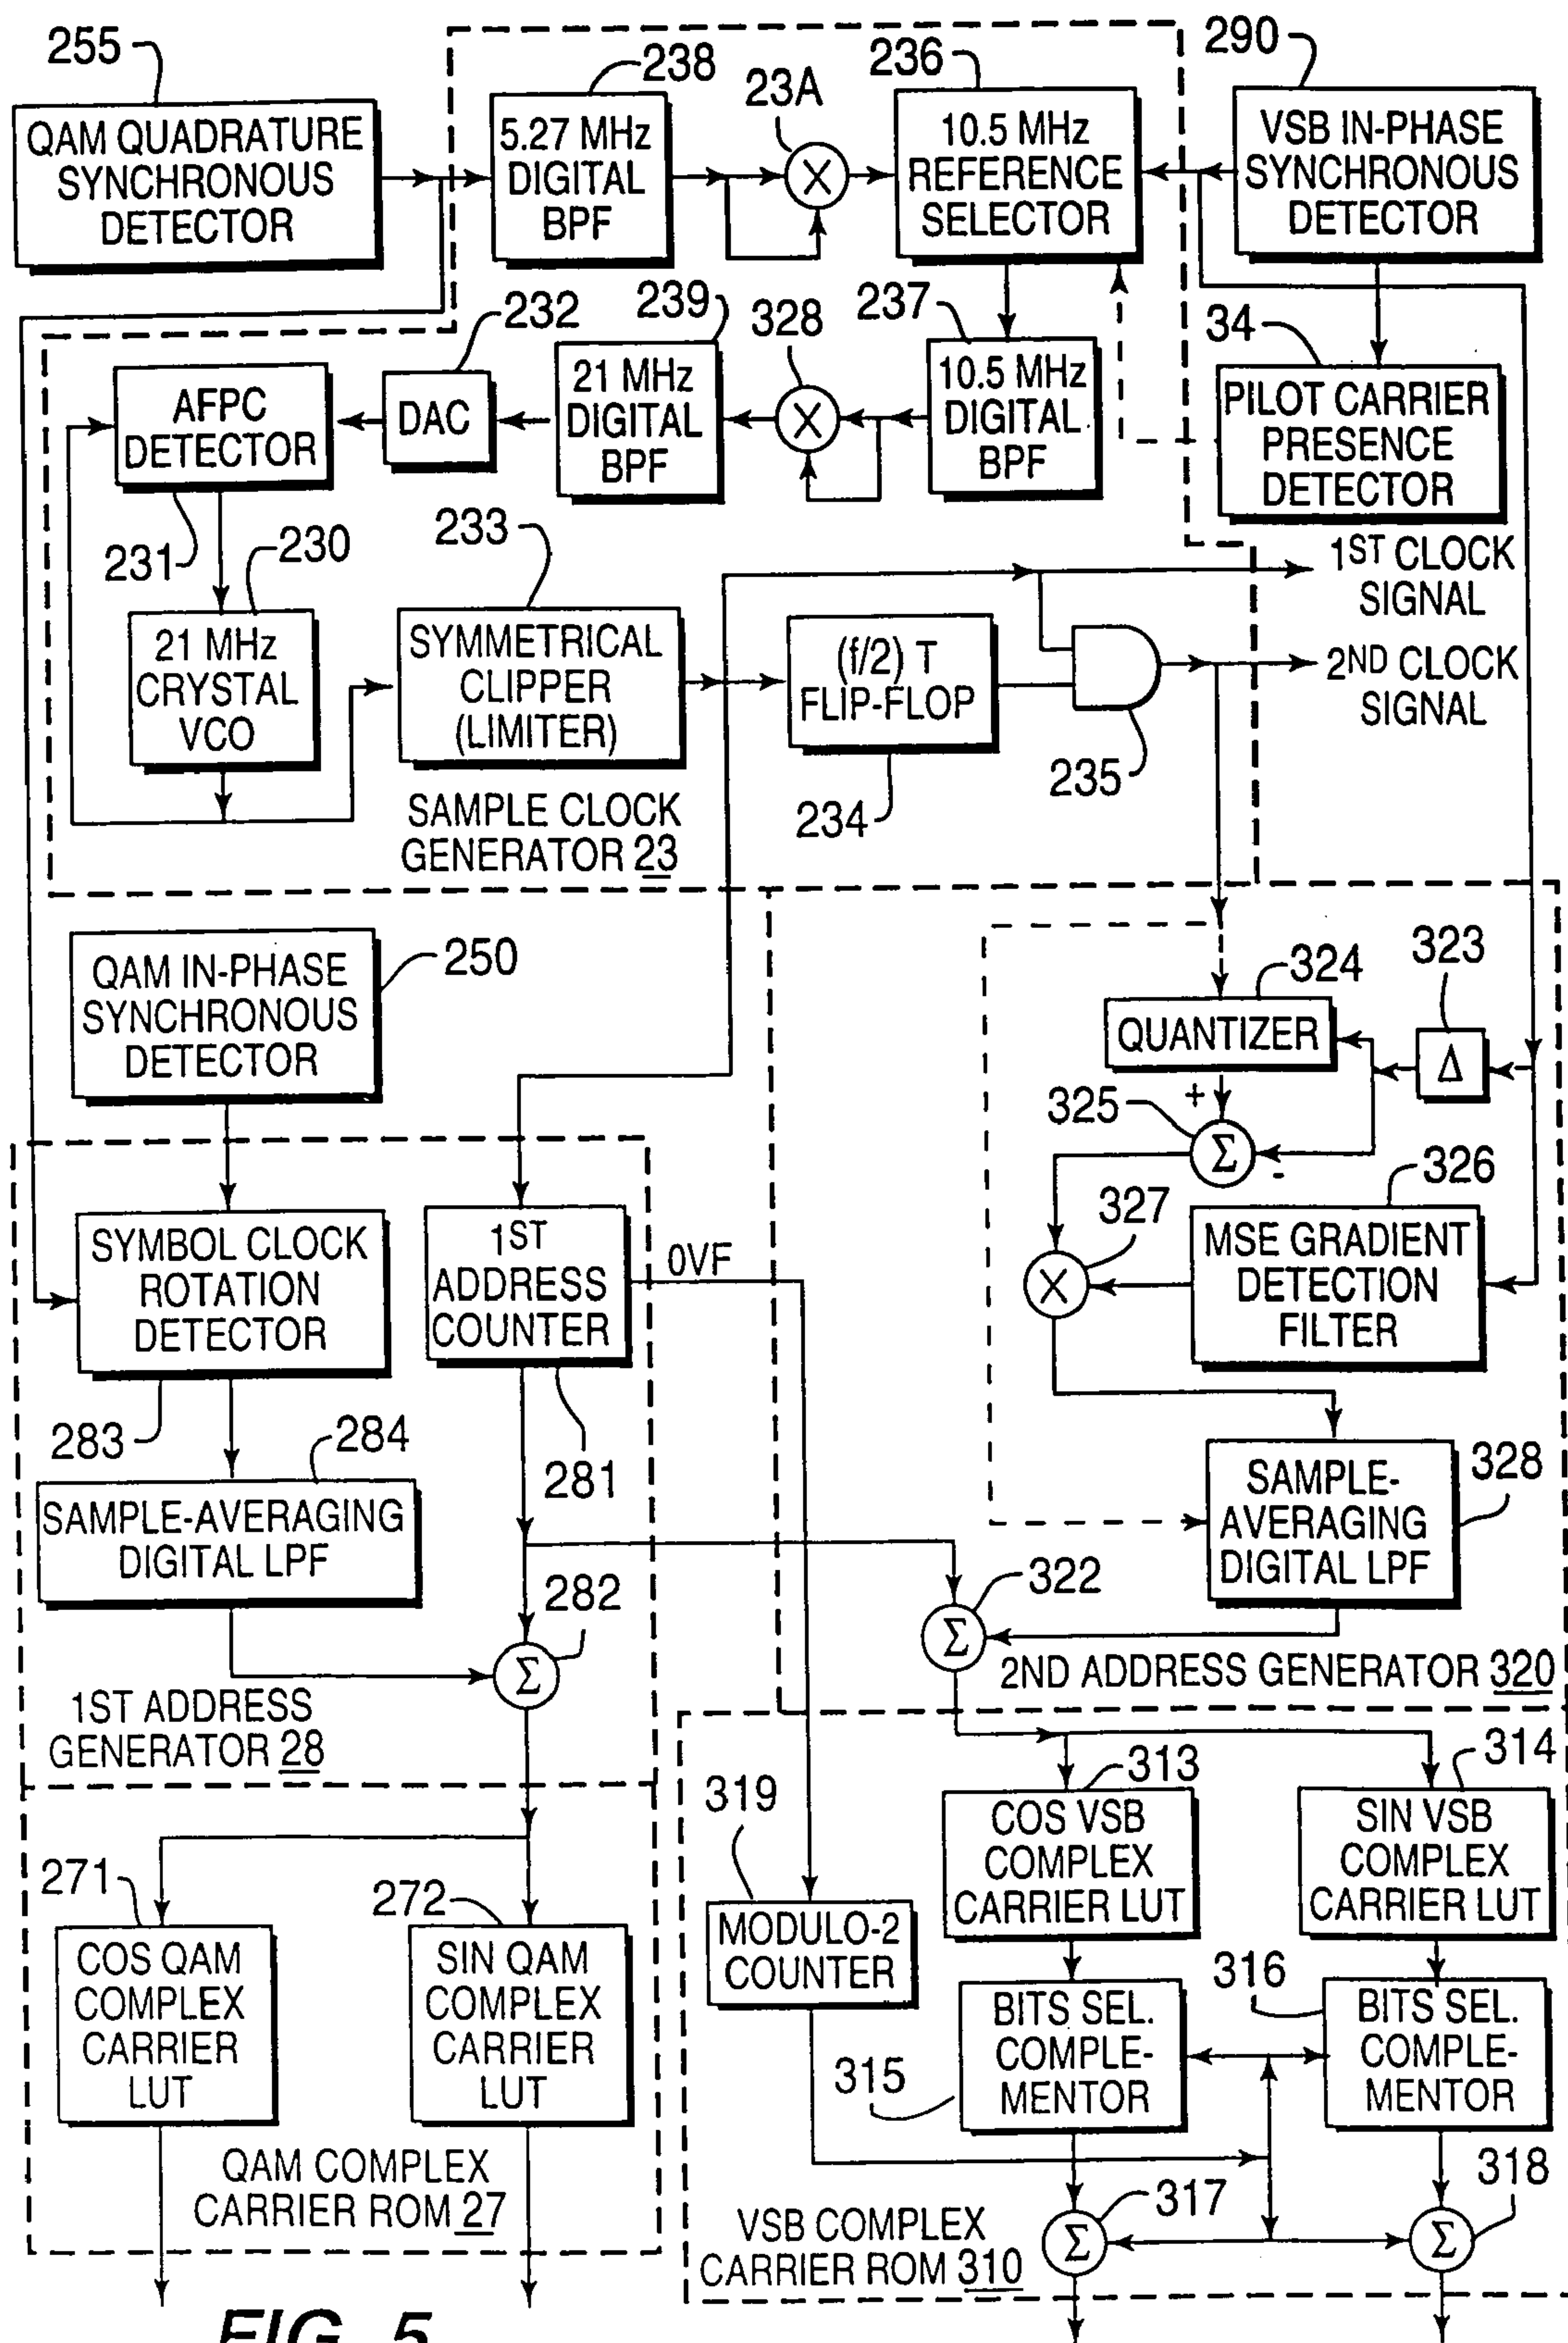 255
238
23A
236
290
QAM QUADRATURE
SYNCHRONOUS
DETECTOR
5.27 MHz
DIGITAL
BPF
X
10.5 MHz
REFERENCE
SELECTOR
VSB IN-PHASE
SYNCHRONOUS
DETECTOR
232
239
328
237
34
AFPC
DETECTOR
DAC
21 MHz
DIGITAL
BPF
X
10.5 MHz
DIGITAL
BPF
PILOT CARRIER
PRESENCE
DETECTOR
231
230
233
1ST CLOCK
SIGNAL
21 MHz
CRYSTAL
VCO
SYMMETRICAL
CLIPPER
(LIMITER)
(f/2) T
FLIP-FLOP
2ND CLOCK
SIGNAL
235
234
SAMPLE CLOCK
GENERATOR 23
QAM IN-PHASE
SYNCHRONOUS
DETECTOR
250
324
323
QUANTIZER
Δ
325
+
Σ
-
326
327
SYMBOL CLOCK
ROTATION
DETECTOR
1ST
ADDRESS
COUNTER
OVF
X
MSE GRADIENT
DETECTION
FILTER
283
284
281
SAMPLE-AVERAGING
DIGITAL LPF
SAMPLE-
AVERAGING
DIGITAL LPF
328
282
Σ
322
Σ
1ST ADDRESS
GENERATOR 28
2ND ADDRESS GENERATOR 320
319
313
314
COS VSB
COMPLEX
CARRIER LUT
SIN VSB
COMPLEX
CARRIER LUT
271
272
COS QAM
COMPLEX
CARRIER
LUT
SIN QAM
COMPLEX
CARRIER
LUT
MODULO-2
COUNTER
316
BITS SEL.
COMPLE-
MENTOR
BITS SEL.
COMPLE-
MENTOR
315
QAM COMPLEX
CARRIER ROM 27
317
318
Σ
Σ
VSB COMPLEX
CARRIER ROM 310
FIG. 5